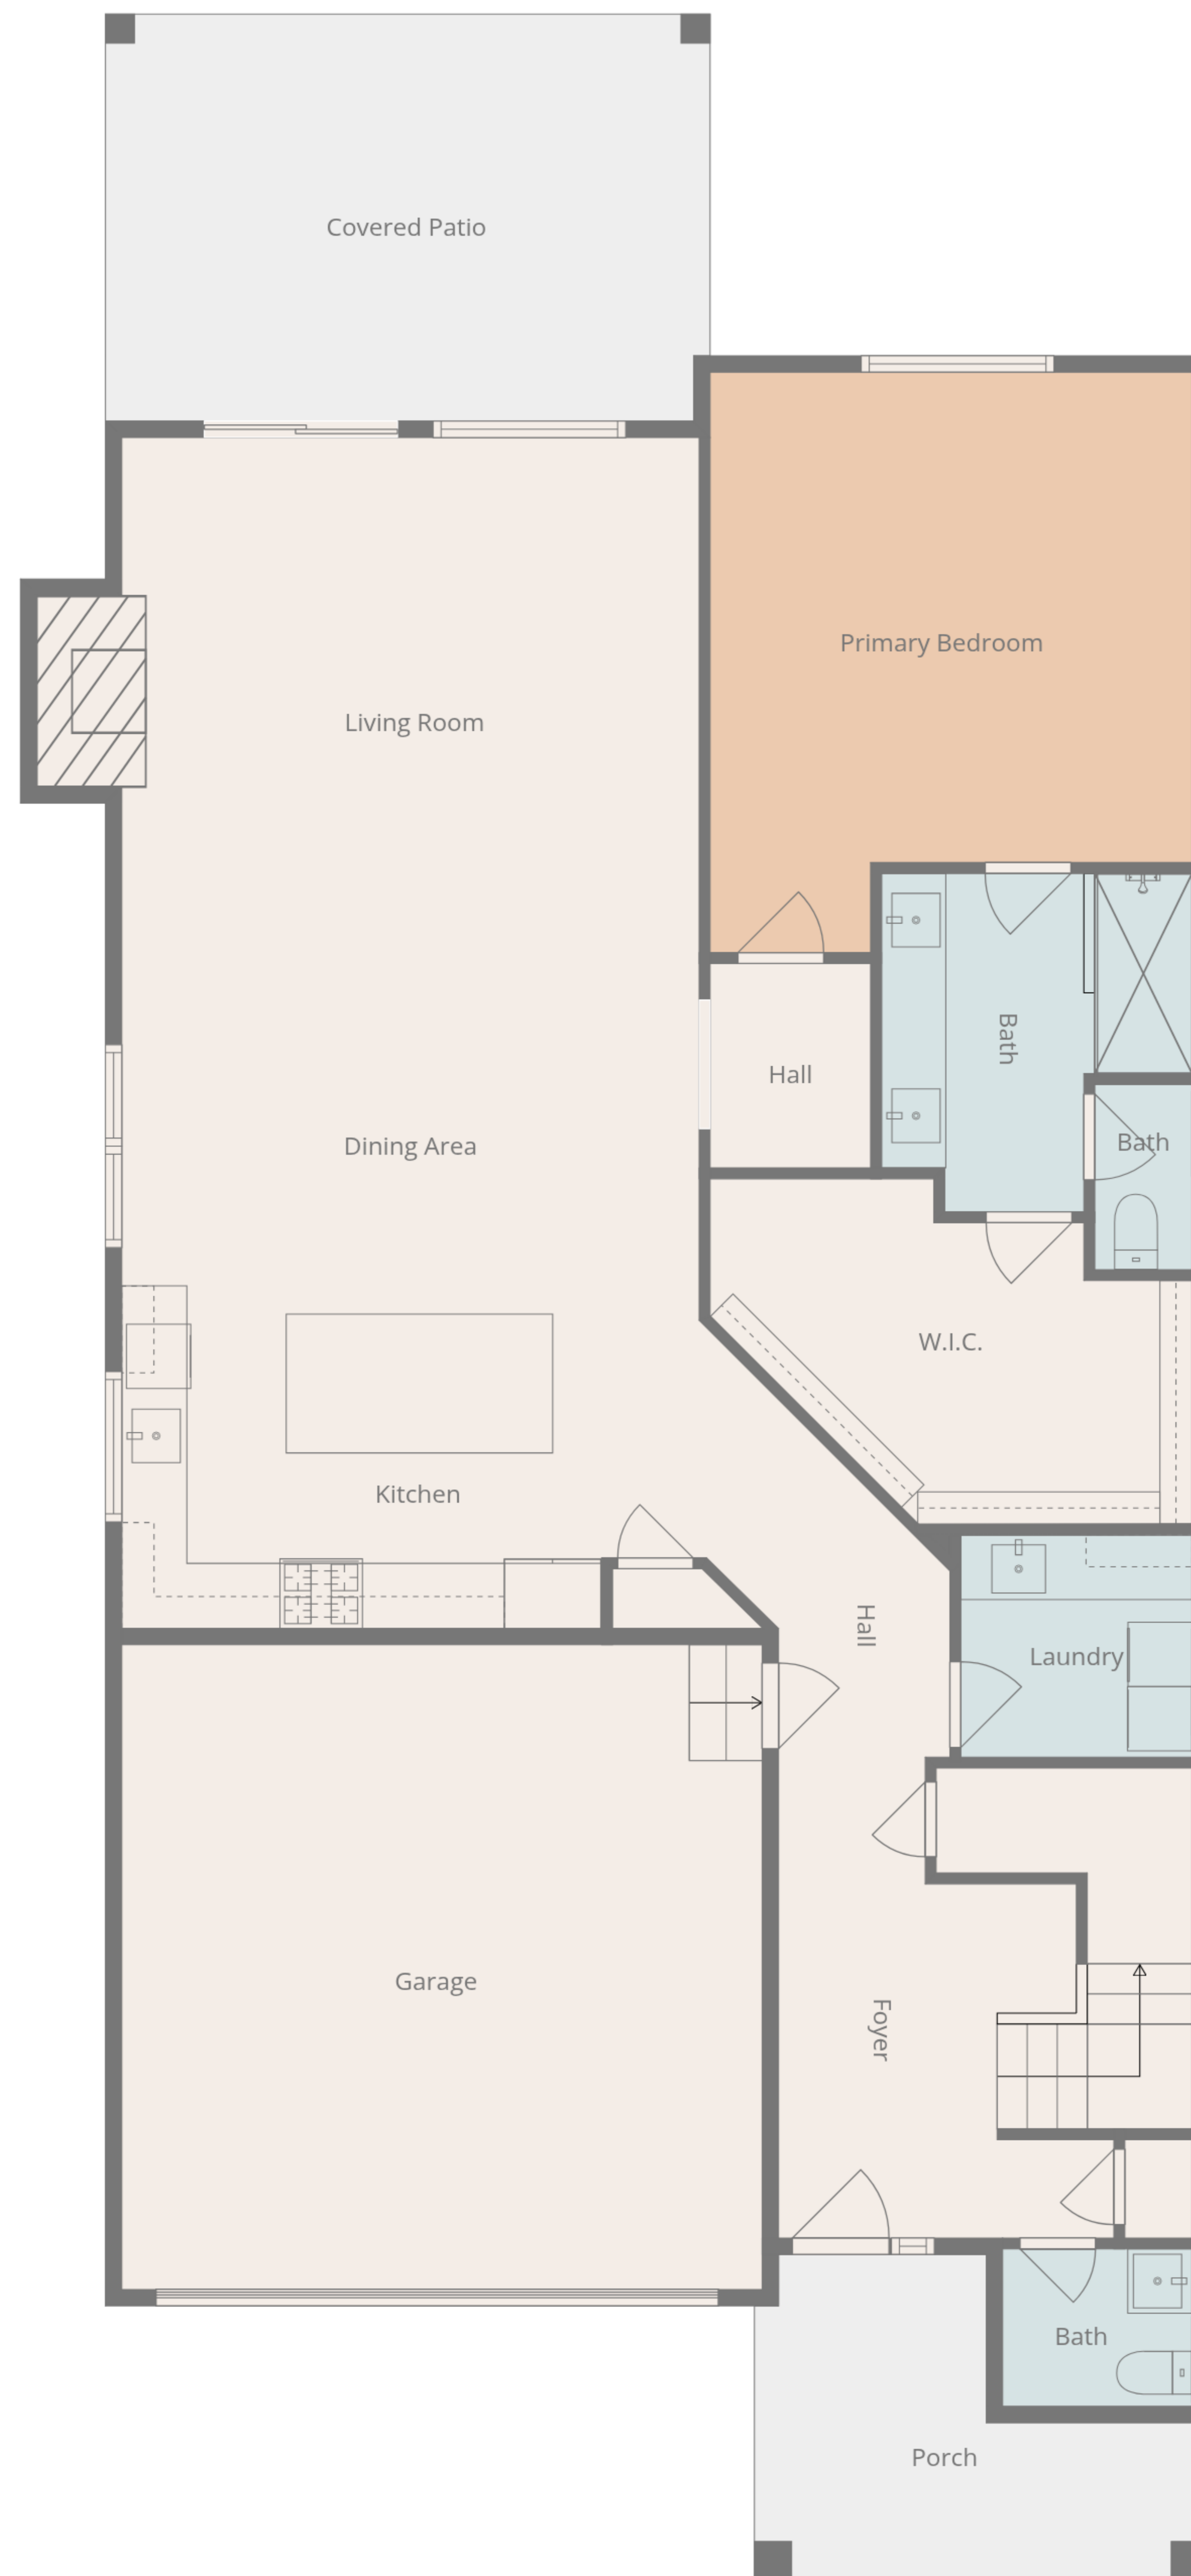 Covered Patio
Primary Bedroom
Living Room
Bath
Hall
Bath
Dining Area
W.I.C.
Kitchen
Hall
Laundry
Garage
Foyer
Bath
Porch